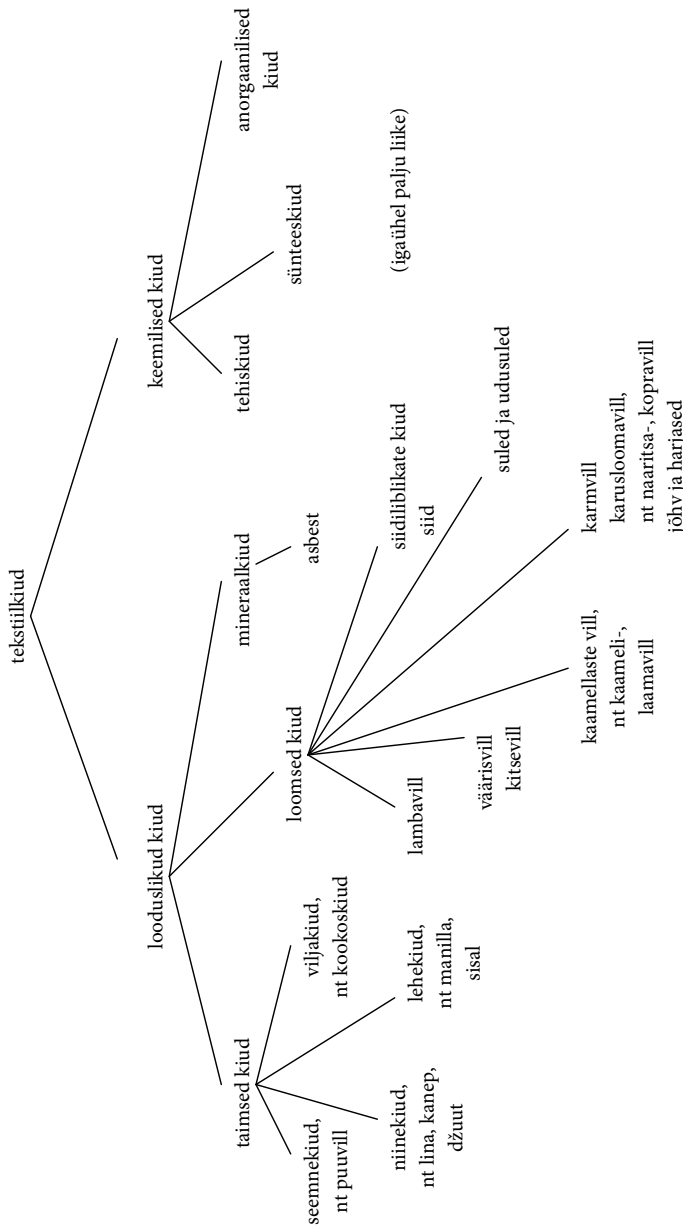 tekstiilkiud
looduslikud kiud
keemilised kiud
taimsed kiud
mineraalkiud
tehiskiud
anorgaanilised
kiud
loomsed kiud
sünteeskiud
seemnekiud,
nt puuvill
viljakiud,
nt kookoskiud
asbest
niinekiud,
nt lina, kanep,
džuut
lehekiud,
nt manilla,
sisal
lambavill
siidiliblikate kiud
siid
(igaühel palju liike)
väärisvill
kitsevill
suled ja udusuled
kaamellaste vill,
nt kaameli-,
laamavill
karmvill
karusloomavill,
nt naaritsa-, kopravill
jõhv ja harjased